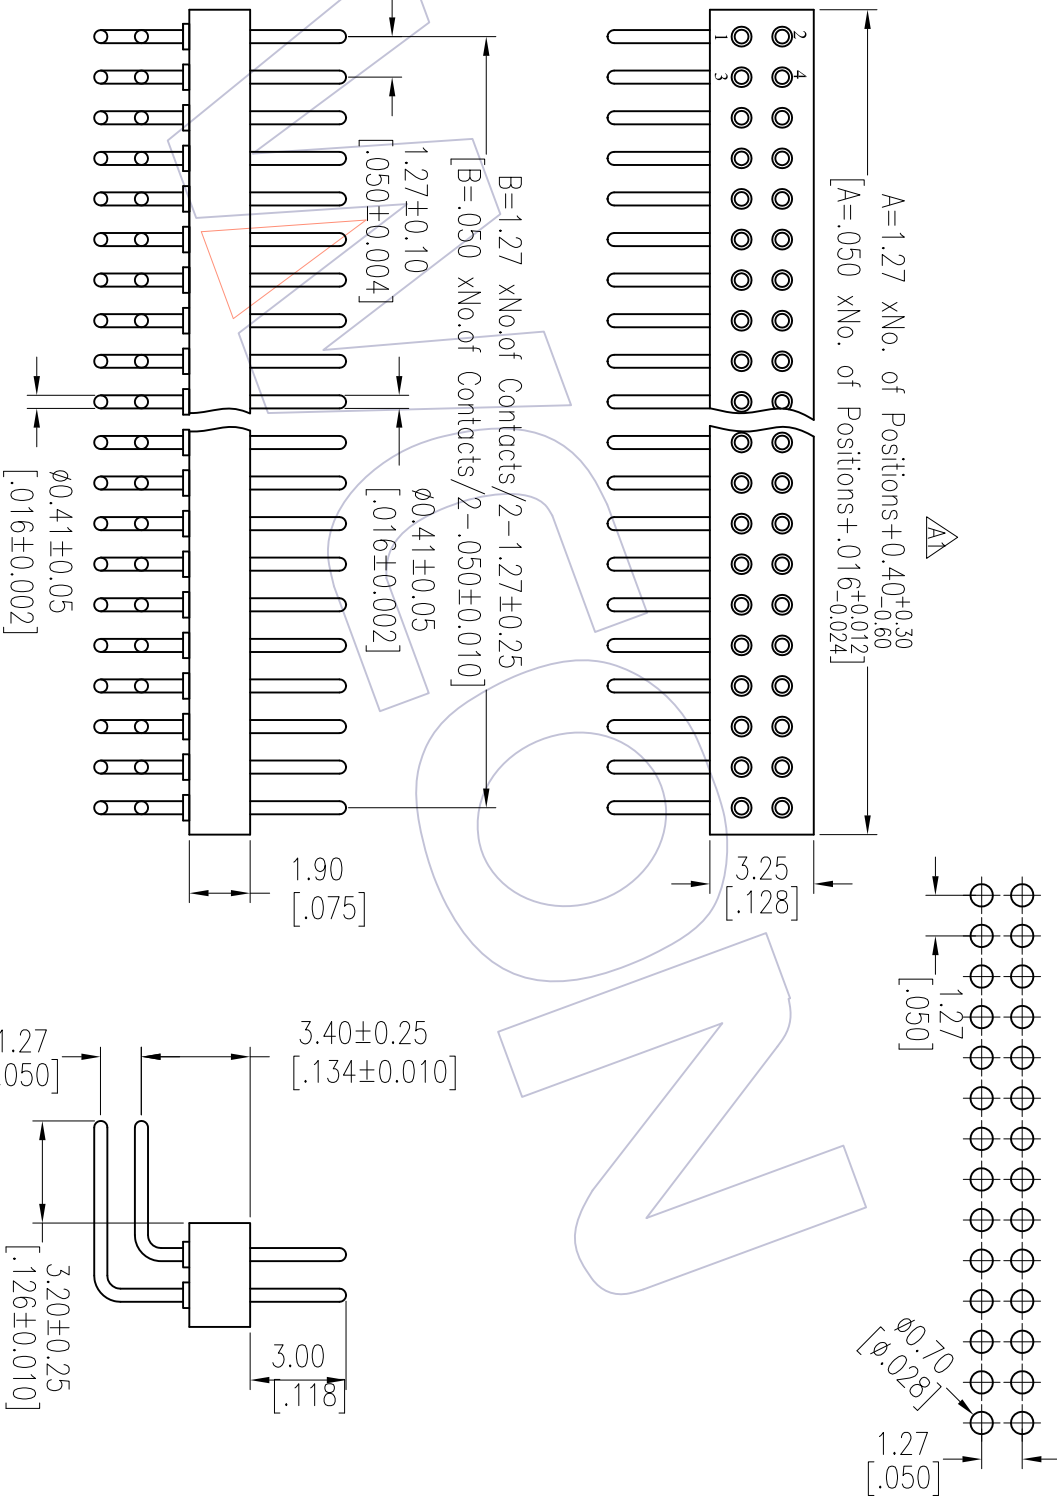 1
2
3
4
A=1.27 xNo. of Positions+0.40+0.30 -0.60
[A=.050 xNo. of Positions+.016+0.012 -0.024]
A1
B=1.27 xNo.of Contacts/2-1.27±0.25
[B=.050 xNo.of Contacts/2-.050±0.010]
1.27±0.10
[.050±0.004]
ø0.41±0.05
[.016±0.002]
ø0.41±0.05
[.016±0.002]
1.90
[.075]
3.25
[.128]
1.27
[.050]
3.40±0.25
[.134±0.010]
1.27
.050]
3.20±0.25
[.126±0.010]
3.00
[.118]
ø0.70
[ø.028]
1.27
[.050]